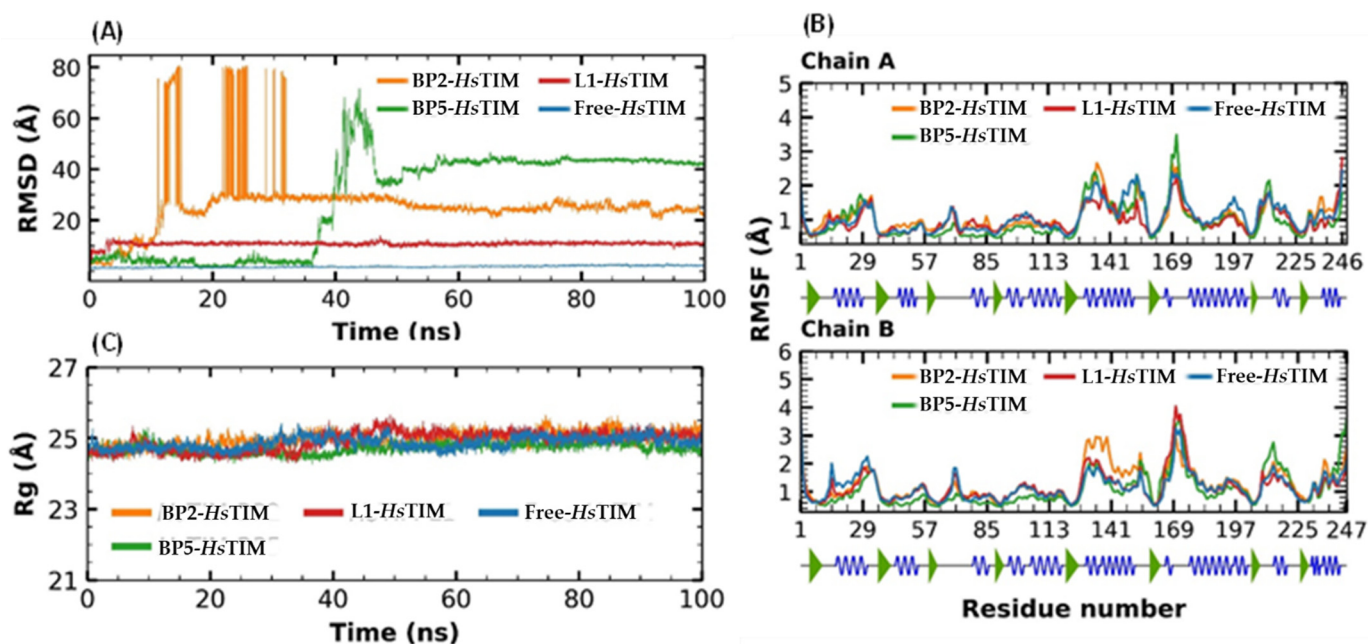 (A)
80
60
40
20
RMSD (Å)
BP2-HsTIM
L1-HsTIM
BP5-HsTIM
Free-HsTIM
0 20 40 60 80 100
Time (ns)
(B)
Chain A
5
4
3
2
1
BP2-HsTIM L1-HsTIM Free-HsTIM
BP5-HsTIM
1 29 57 85 113 141 169 197 225 246
RMSF (Å)
Chain B
6
5
4
3
2
1
BP2-HsTIM L1-HsTIM Free-HsTIM
BP5-HsTIM
1 29 57 85 113 141 169 197 225 247
Residue number
(C)
27
25
23
21
Rg (Å)
BP2-HsTIM L1-HsTIM Free-HsTIM
BP5-HsTIM
0 20 40 60 80 100
Time (ns)